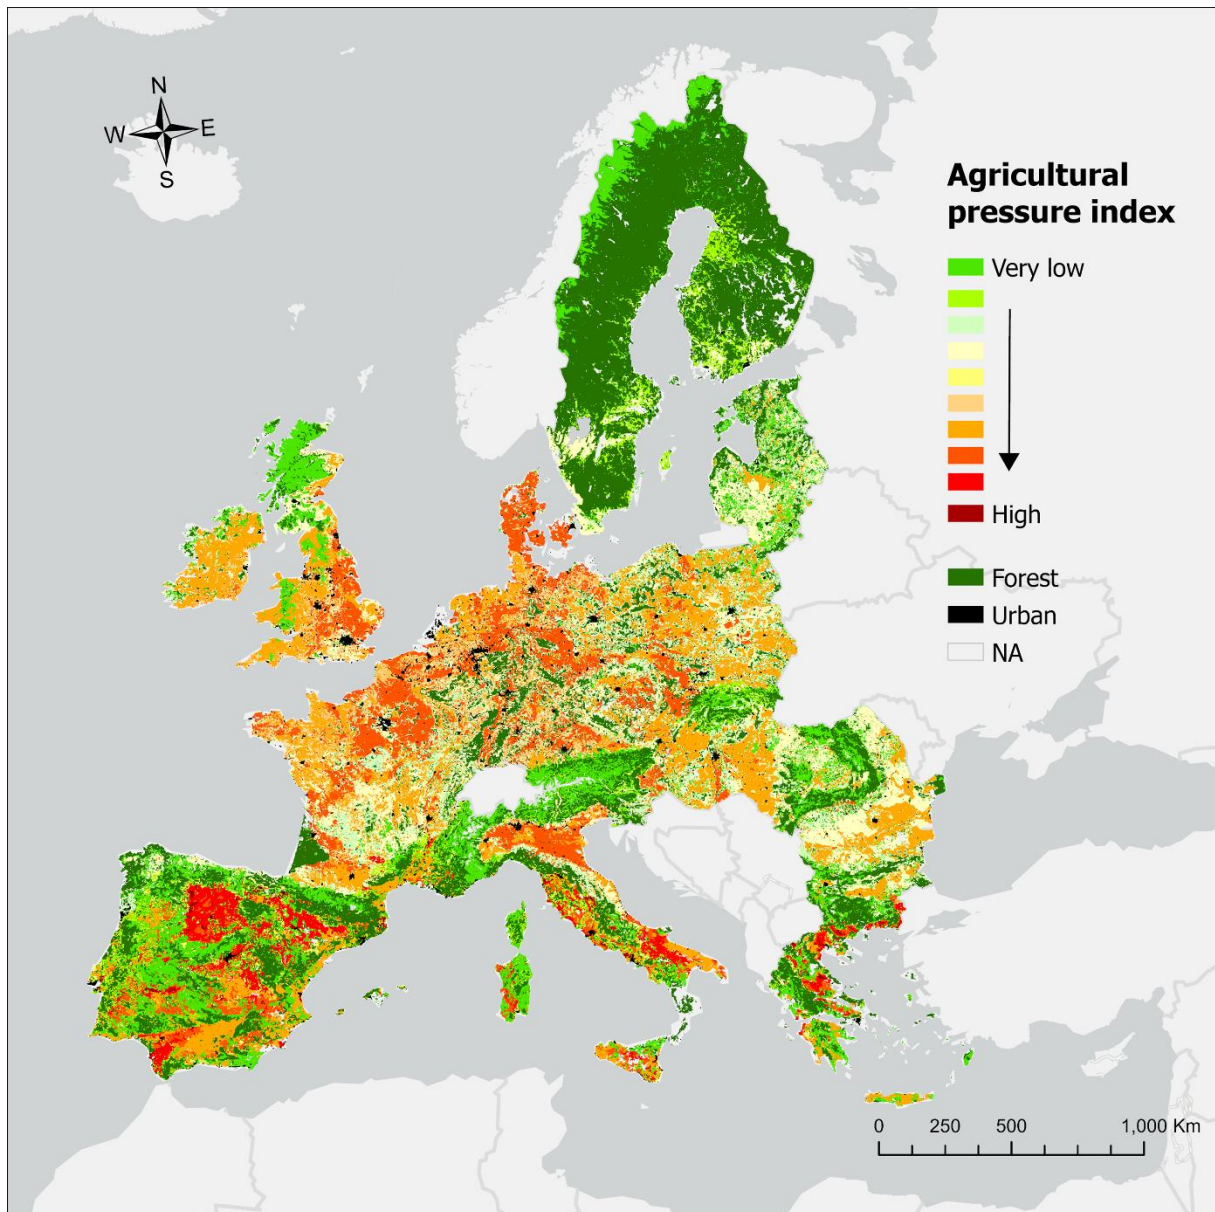 N
W E
S
Agricultural
pressure index
Very low
High
Forest
Urban
NA
0 250 500 1,000 Km